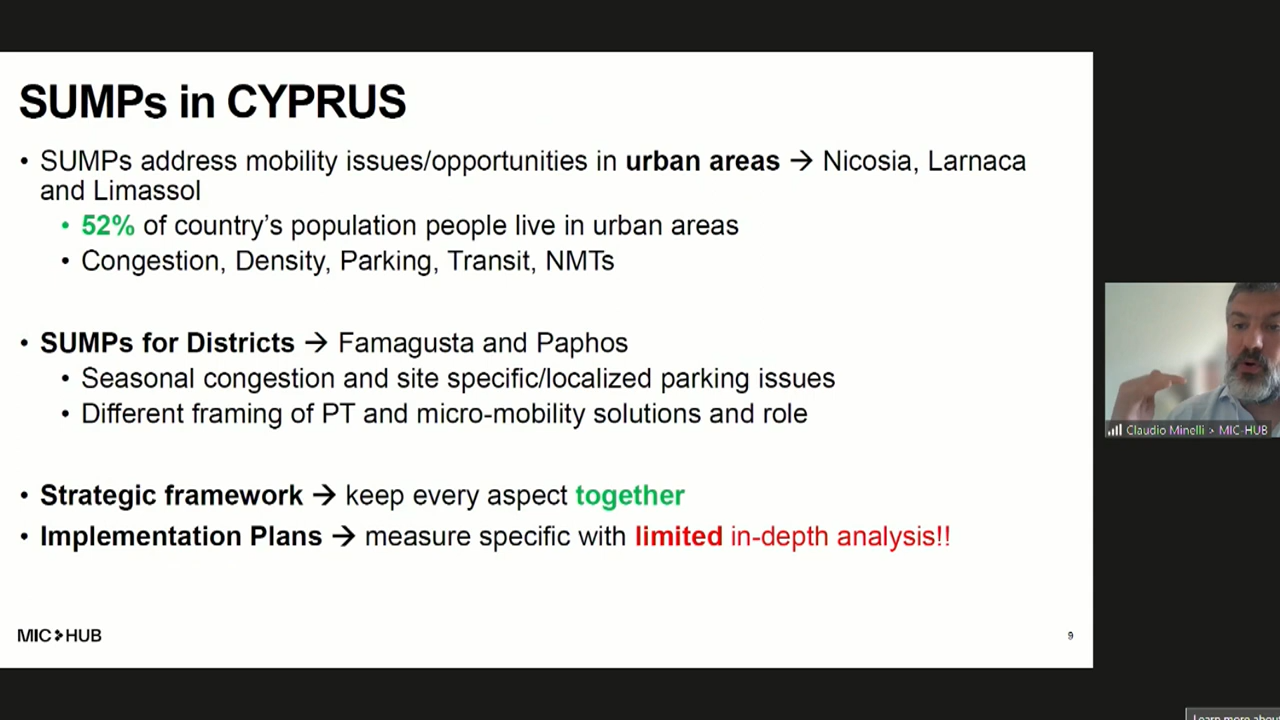 SUMPs in CYPRUS
• SUMPs address mobility issues/opportunities in urban areas → Nicosia, Larnaca
and Limassol
• 52% of country's population people live in urban areas
• Congestion, Density, Parking, Transit, NMTs
• SUMPs for Districts → Famagusta and Paphos
• Seasonal congestion and site specific/localized parking issues
• Different framing of PT and micro-mobility solutions and role
• Strategic framework → keep every aspect together
• Implementation Plans → measure specific with limited in-depth analysis!!
MIC HUB
9
Claudio Minelli > MIC-HUB
Learn more about